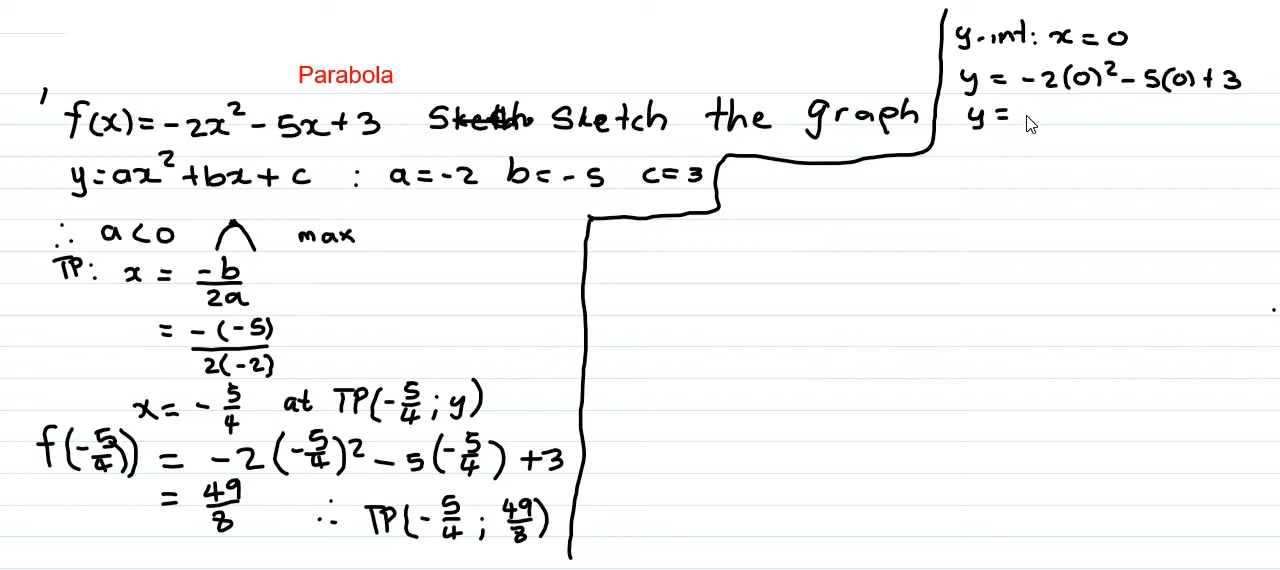 Parabola
' f(x) = -2x² - 5x + 3 Sketch the graph
y = ax² + bx + c : a = -2 b = -5 c = 3
∴ a < 0 ⋀ max
TP: x = -b/2a
= -(-5)/2(-2)
x = -5/4 at TP(-5/4 ; y)
f(-5/4) = -2(-5/4)² - 5(-5/4) + 3
= 49/8 ∴ TP(-5/4 ; 49/8)
y-int: x = 0
y = -2(0)² - 5(0) + 3
y =